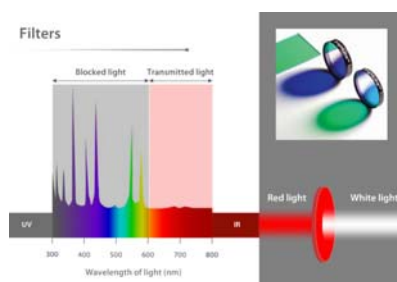 Filters
Blocked light
Transmitted light
Red light
White light
UV
IR
300
400
500
600
700
800
Wavelength of light (nm)